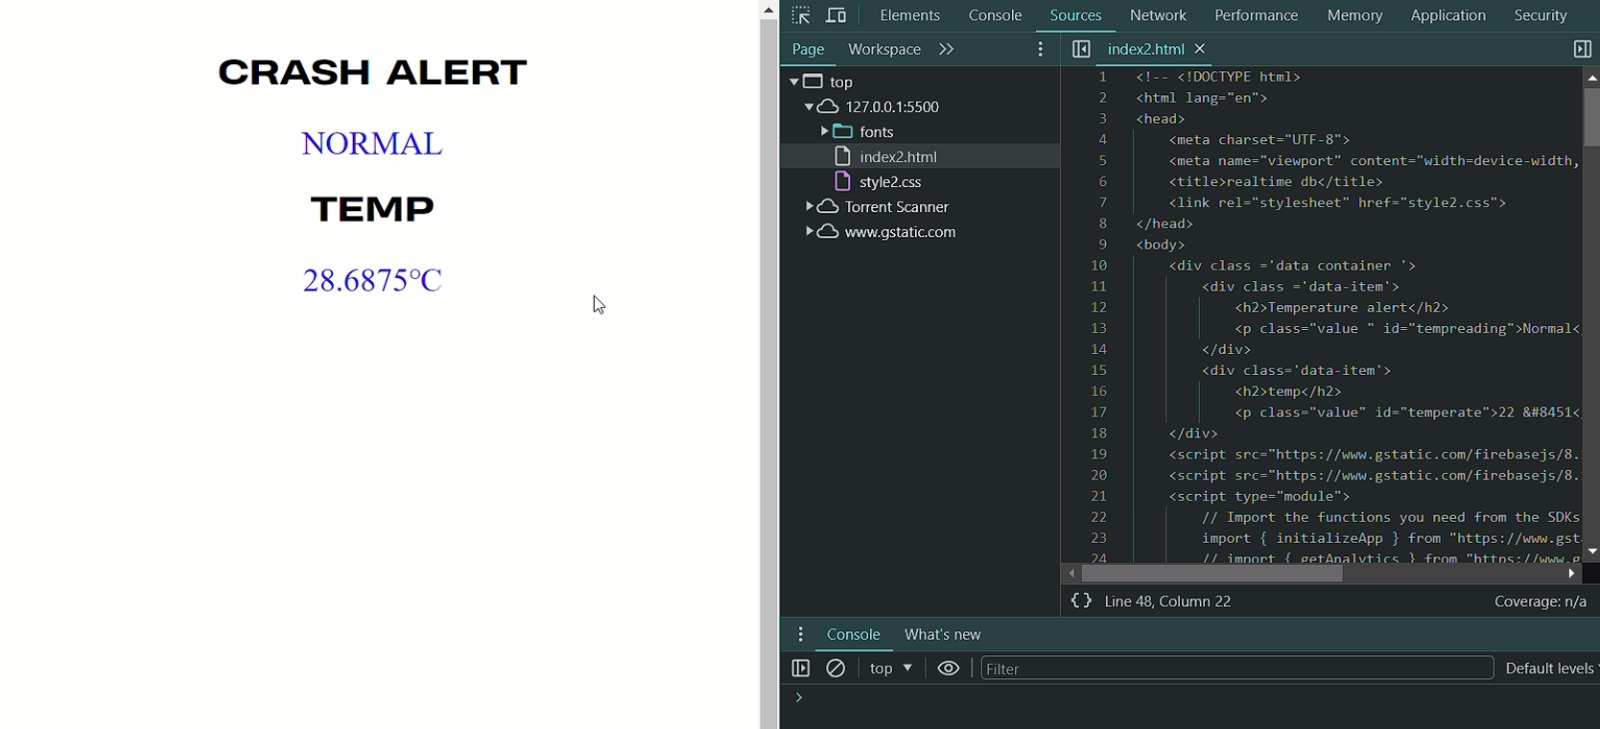 CRASH ALERT
NORMAL
TEMP
28.6875°C
Elements Console Sources Network Performance Memory Application Security
Page Workspace
index2.html
top
127.0.0.1:5500
fonts
index2.html
style2.css
Torrent Scanner
www.gstatic.com
1 <!-- <!DOCTYPE html>
2 <html lang="en">
3 <head>
4 <meta charset="UTF-8">
5 <meta name="viewport" content="width=device-width,
6 <title>realtime db</title>
7 <link rel="stylesheet" href="style2.css">
8 </head>
9 <body>
10 <div class ='data container '>
11 <div class ='data-item'>
12 <h2>Temperature alert</h2>
13 <p class="value " id="tempreading">Normal<
14 </div>
15 <div class='data-item'>
16 <h2>temp</h2>
17 <p class="value" id="temperate">22 &#8451<
18 </div>
19 <script src="https://www.gstatic.com/firebasejs/8.
20 <script src="https://www.gstatic.com/firebasejs/8.
21 <script type="module">
22 // Import the functions you need from the SDKs
23 import { initializeApp } from "https://www.gst
24 // import { getAnalytics } from "https://www.g
{} Line 48, Column 22 Coverage: n/a
Console What's new
top Filter Default levels